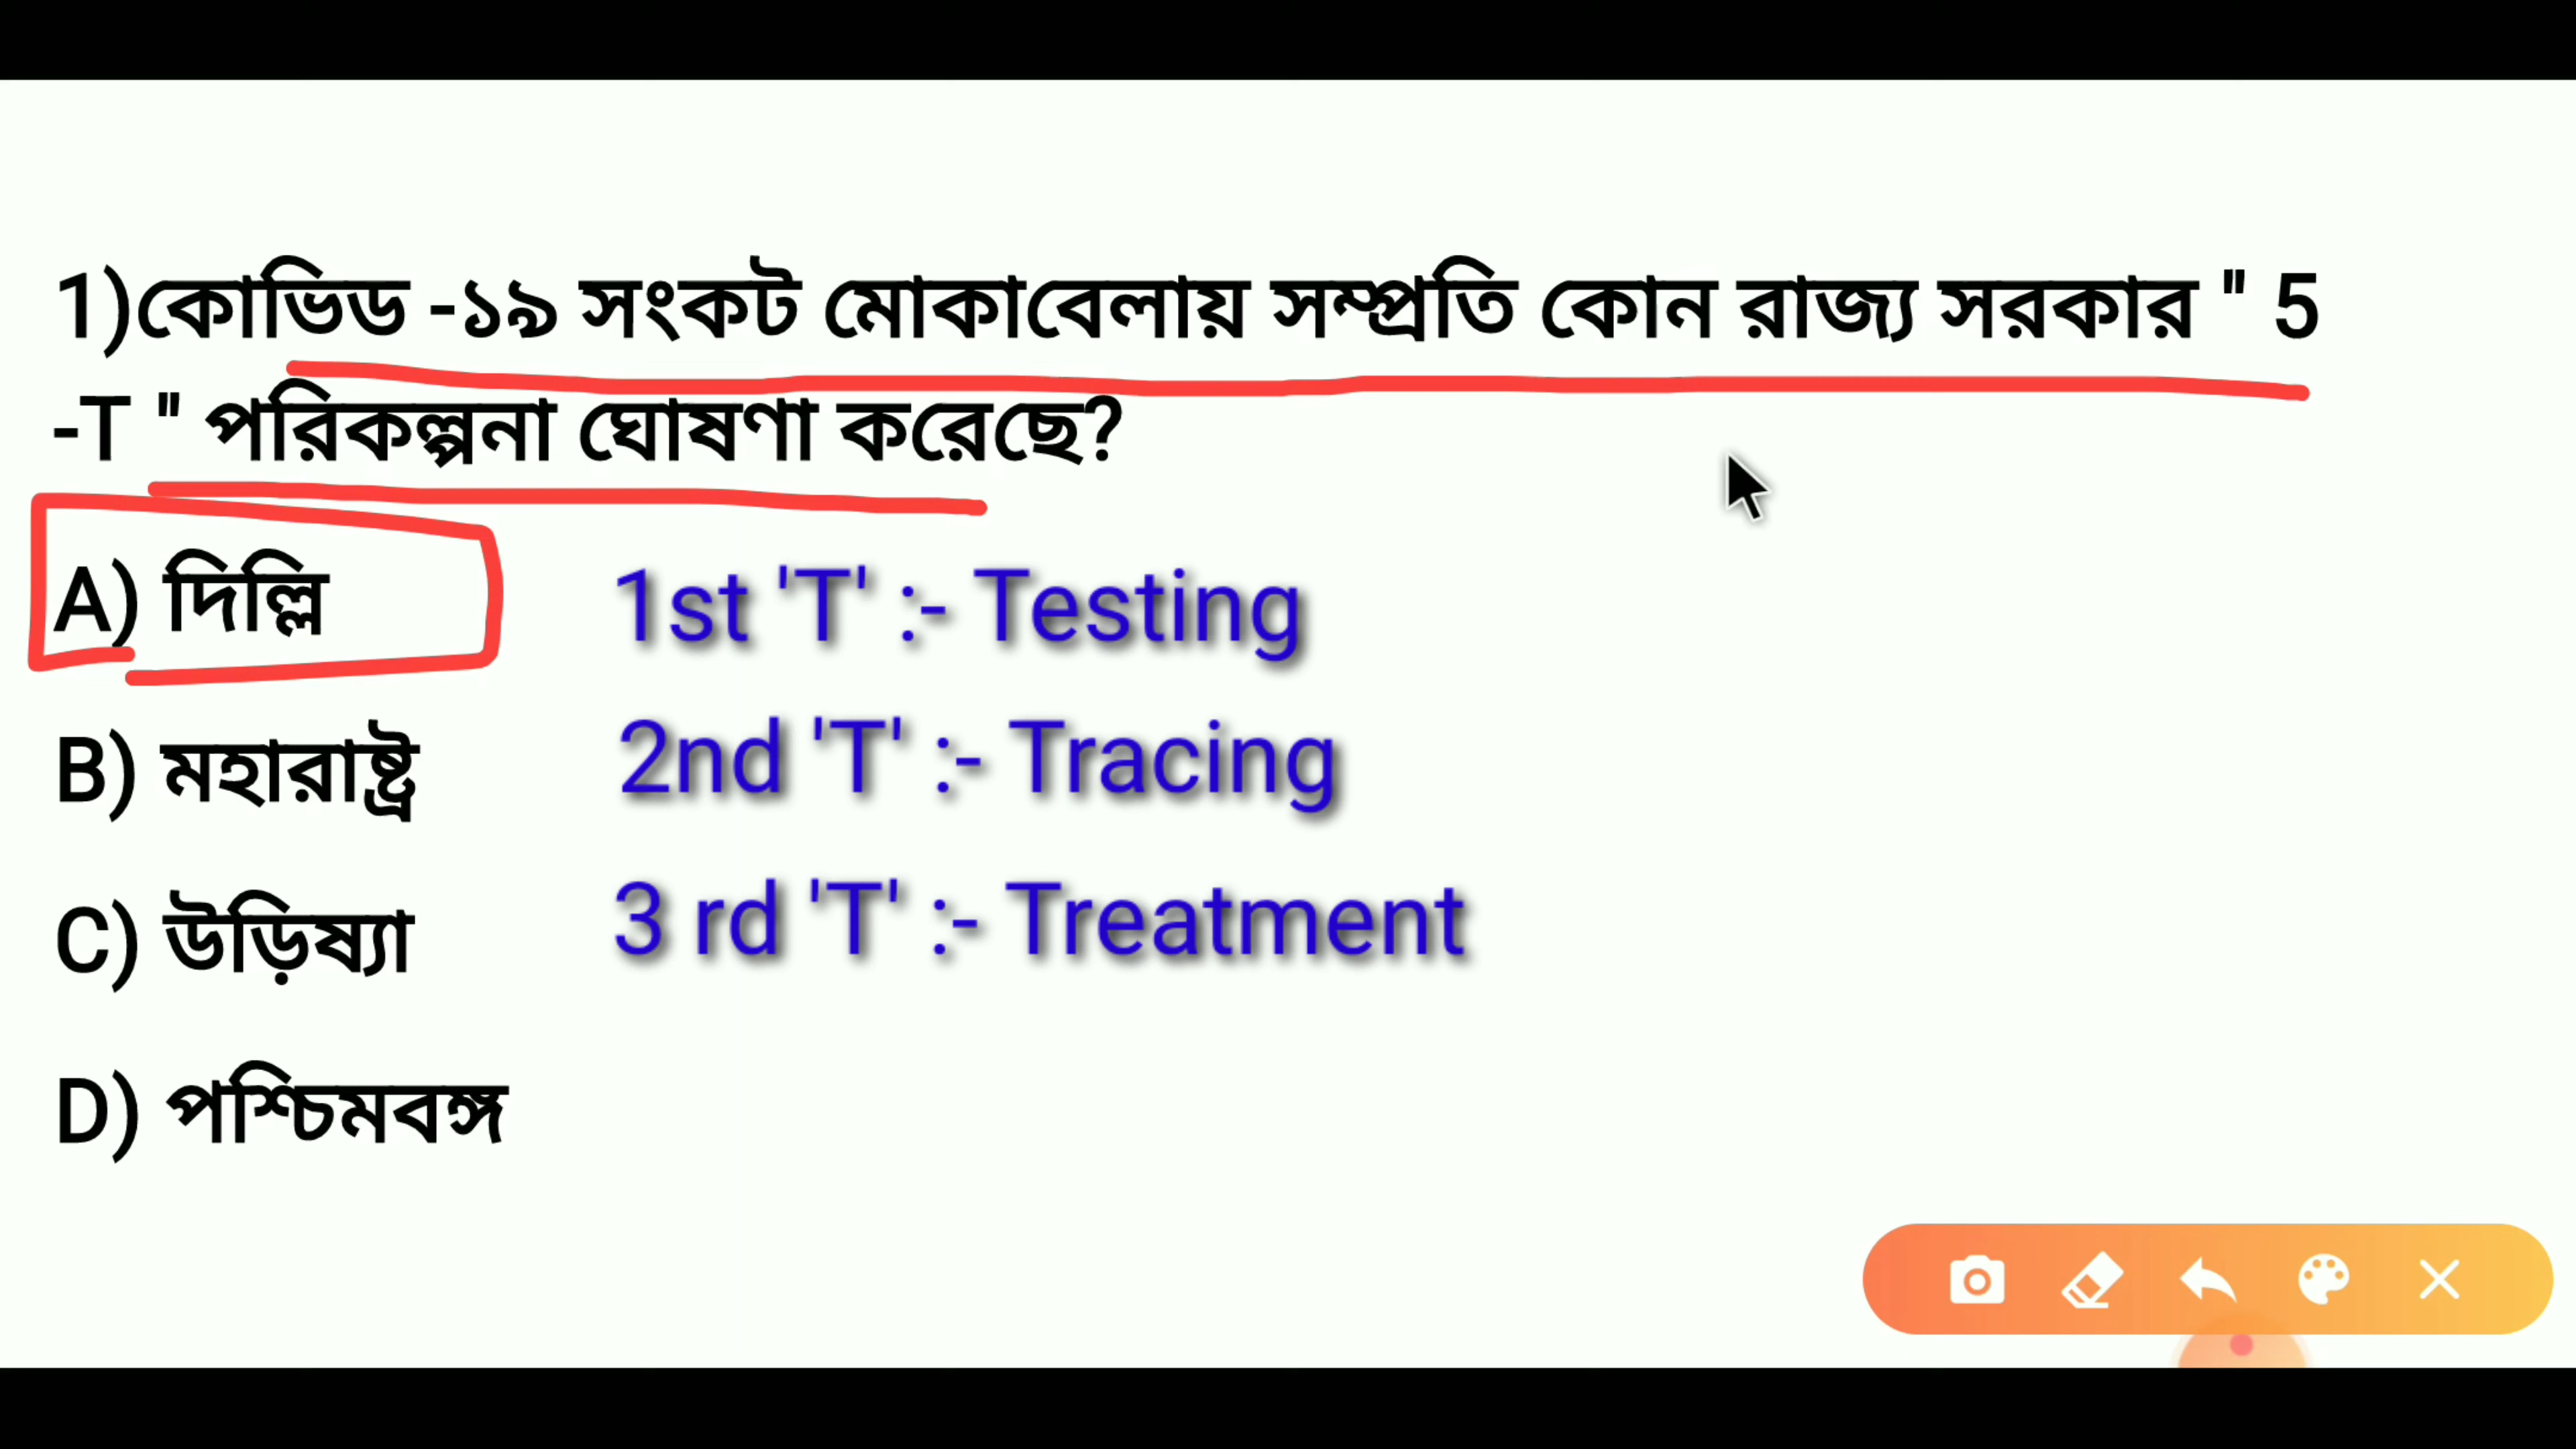 1)কোভিড -১৯ সংকট মোকাবেলায় সম্প্রতি কোন রাজ্য সরকার " 5
-T " পরিকল্পনা ঘোষণা করেছে?
A) দিল্লি
1st 'T' :- Testing
B) মহারাষ্ট্র
2nd 'T' :- Tracing
C) উড়িষ্যা
3 rd 'T' :- Treatment
D) পশ্চিমবঙ্গ